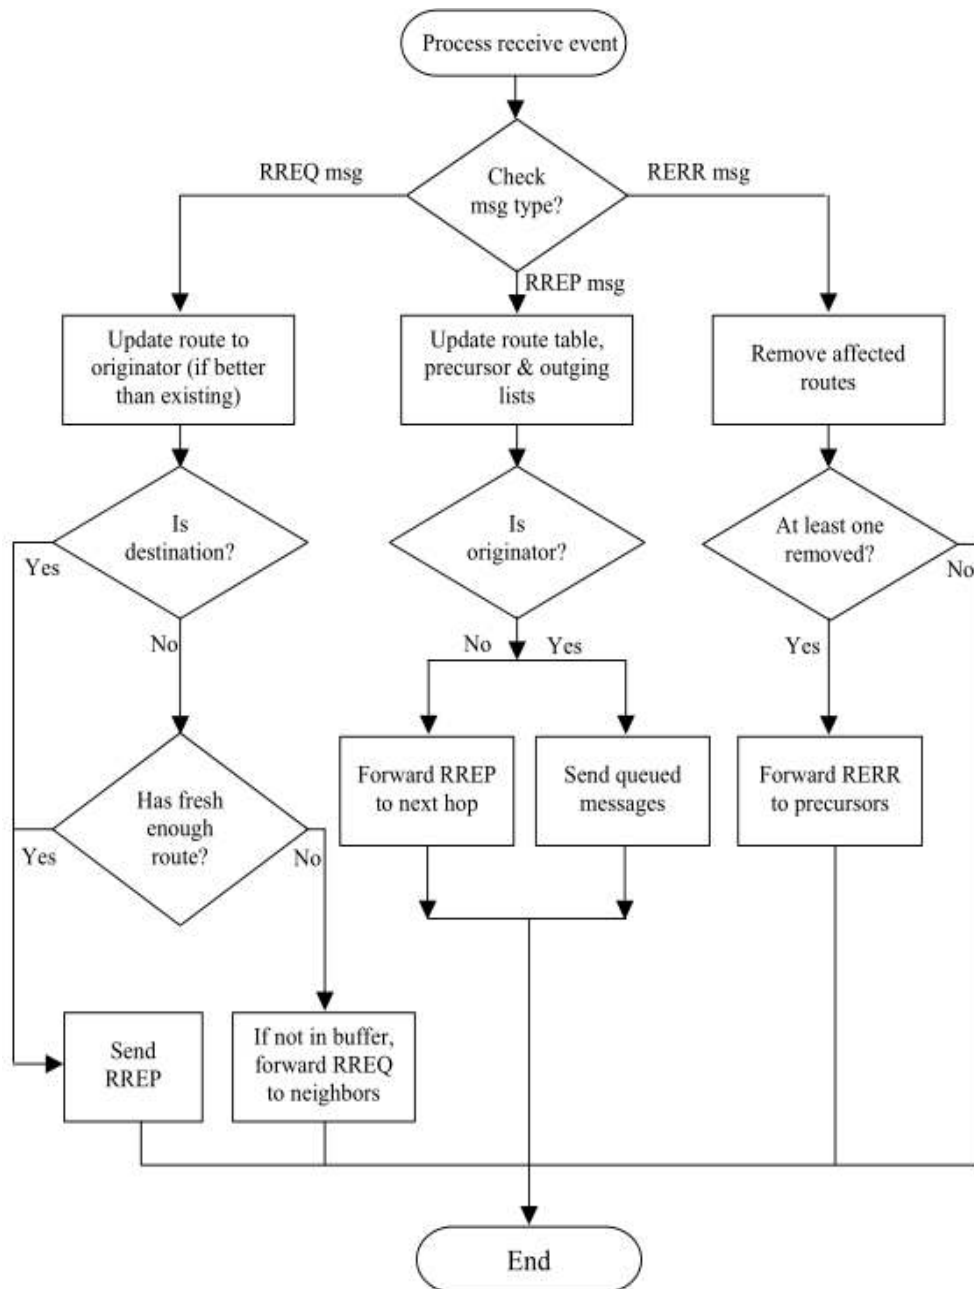 Process receive event
Check
msg type?
RREQ msg
RERR msg
RREP msg
Update route to
originator (if better
than existing)
Update route table,
precursor & outging
lists
Remove affected
routes
Is
destination?
Yes
No
Is
originator?
No
Yes
At least one
removed?
No
Yes
Has fresh
enough
route?
Yes
No
Forward RREP
to next hop
Send queued
messages
Forward RERR
to precursors
Send
RREP
If not in buffer,
forward RREQ
to neighbors
End